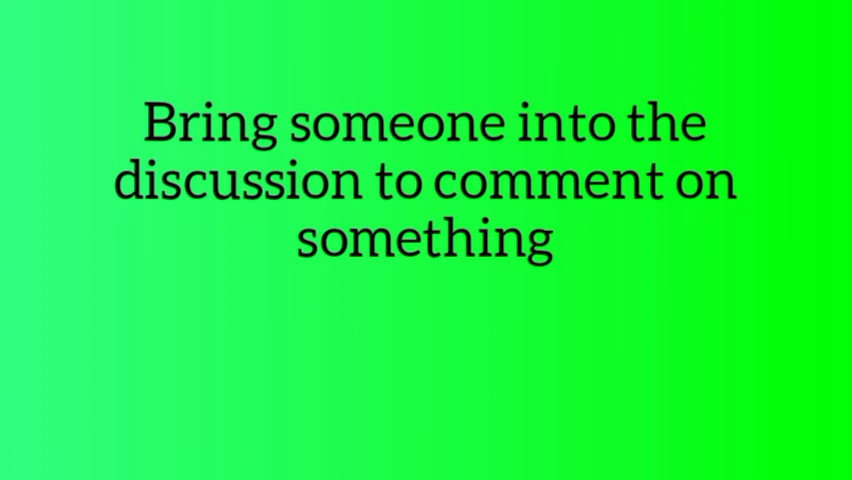 Bring someone into the
discussion to comment on
something